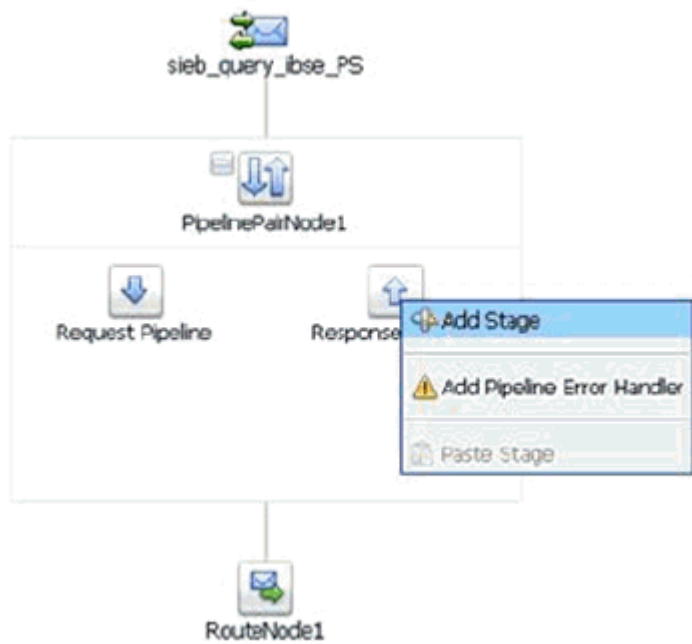 sieb_query_ibse_PS
PipelinePairNode1
Request Pipeline
Response
Add Stage
Add Pipeline Error Handler
Paste Stage
RouteNode1